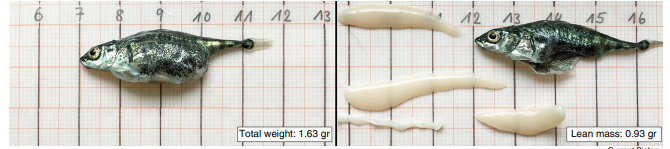 6 7 8 9 10 11 12 13
12 13 14 15 16
Total weight: 1.63 gr
Lean mass: 0.93 gr